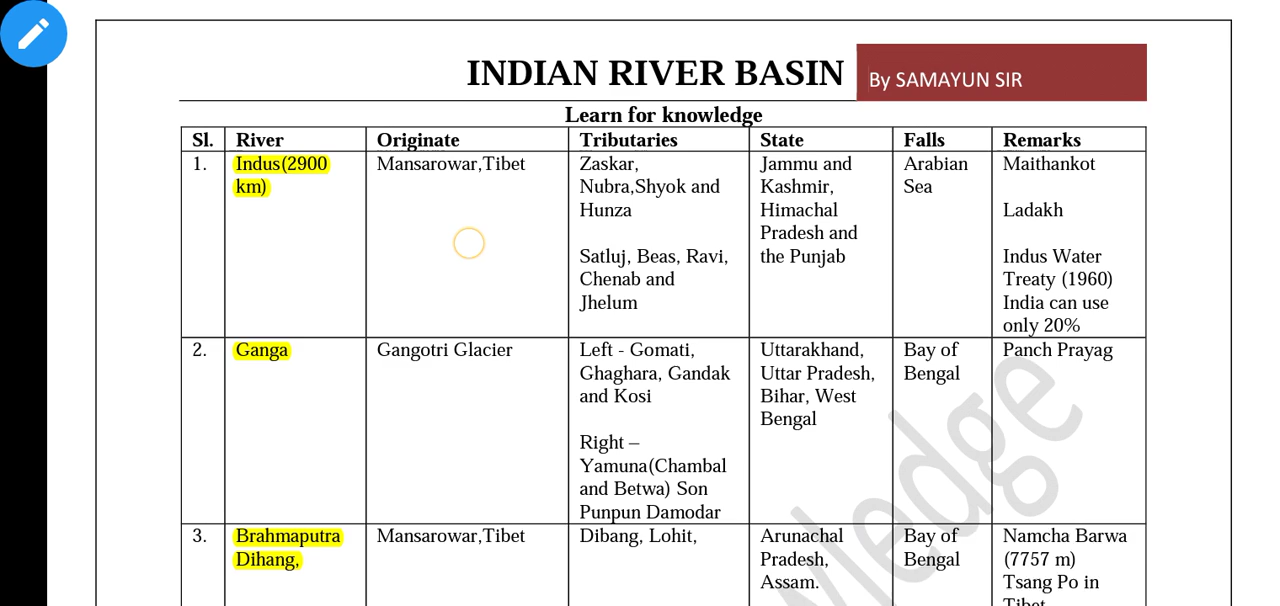 INDIAN RIVER BASIN By SAMAYUN SIR
Learn for knowledge
Sl. River Originate Tributaries State Falls Remarks
1. Indus(2900 km) Mansarowar,Tibet Zaskar, Nubra,Shyok and Hunza Satluj, Beas, Ravi, Chenab and Jhelum Jammu and Kashmir, Himachal Pradesh and the Punjab Arabian Sea Maithankot Ladakh Indus Water Treaty (1960) India can use only 20%
2. Ganga Gangotri Glacier Left - Gomati, Ghaghara, Gandak and Kosi Right – Yamuna(Chambal and Betwa) Son Punpun Damodar Uttarakhand, Uttar Pradesh, Bihar, West Bengal Bay of Bengal Panch Prayag
3. Brahmaputra Dihang, Mansarowar,Tibet Dibang, Lohit, Arunachal Pradesh, Assam. Bay of Bengal Namcha Barwa (7757 m) Tsang Po in Tibet